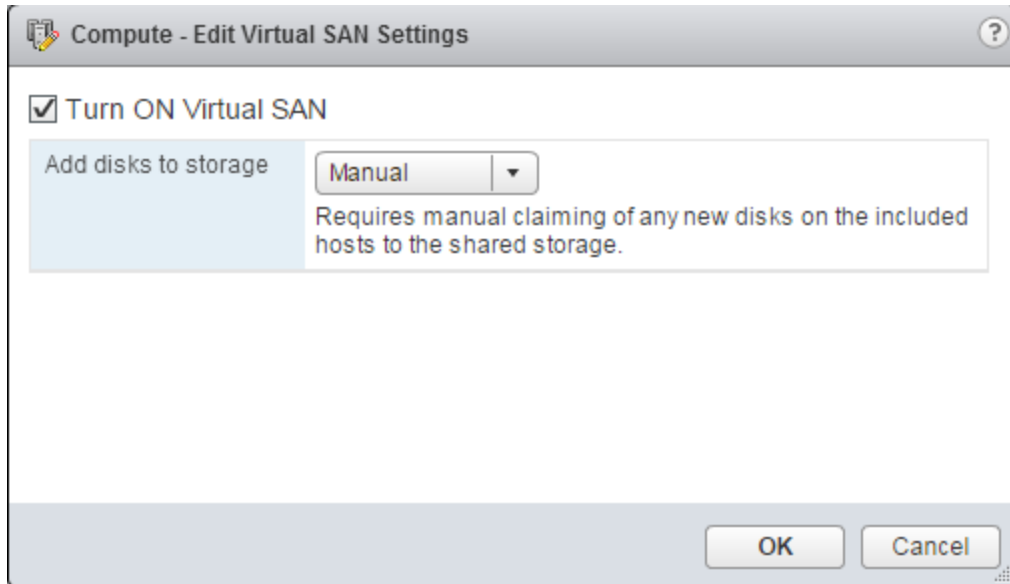 Compute - Edit Virtual SAN Settings
?
Turn ON Virtual SAN
Add disks to storage
Manual
Requires manual claiming of any new disks on the included
hosts to the shared storage.
OK
Cancel